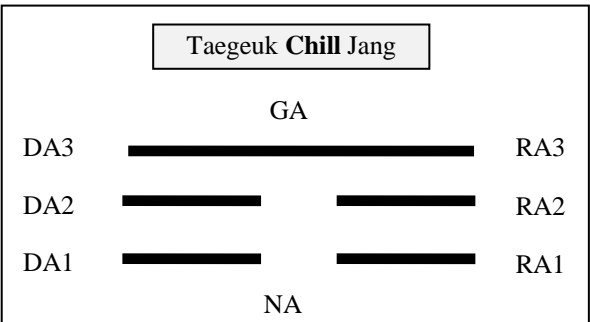 Taegeuk Chill Jang
GA
DA3 RA3
DA2 RA2
DA1 RA1
NA